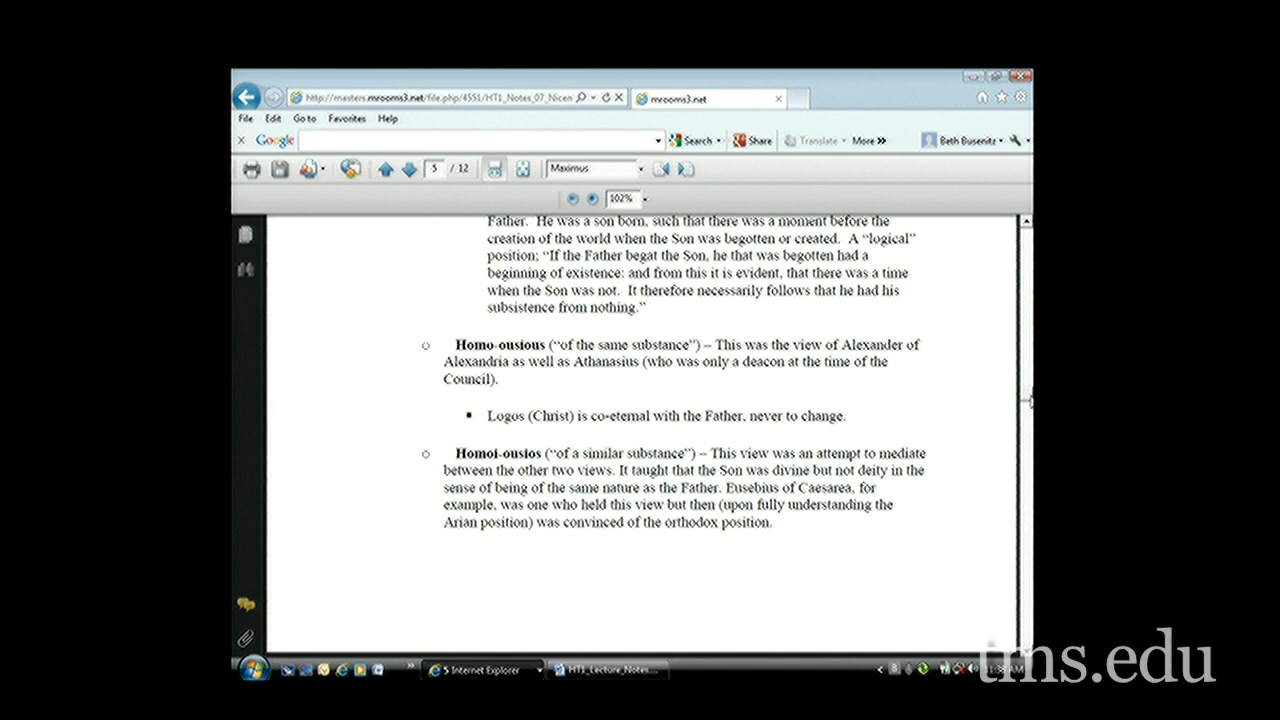 http://masters.mrooms3.net/file.php/4551/HT1_Notes_07_Nicen
mrooms3.net
File Edit Go to Favorites Help
Google Search Share Translate More Beth Busenitz
5 / 12 Maximus
102%
Father. He was a son born, such that there was a moment before the
creation of the world when the Son was begotten or created. A “logical”
position; “If the Father begat the Son, he that was begotten had a
beginning of existence: and from this it is evident, that there was a time
when the Son was not. It therefore necessarily follows that he had his
subsistence from nothing.”
Homo-ousious (“of the same substance”) – This was the view of Alexander of
Alexandria as well as Athanasius (who was only a deacon at the time of the
Council).
Logos (Christ) is co-eternal with the Father, never to change.
Homoi-ousios (“of a similar substance”) – This view was an attempt to mediate
between the other two views. It taught that the Son was divine but not deity in the
sense of being of the same nature as the Father. Eusebius of Caesarea, for
example, was one who held this view but then (upon fully understanding the
Arian position) was convinced of the orthodox position.
5 Internet Explorer HT1_Lecture_Notes...
tms.edu